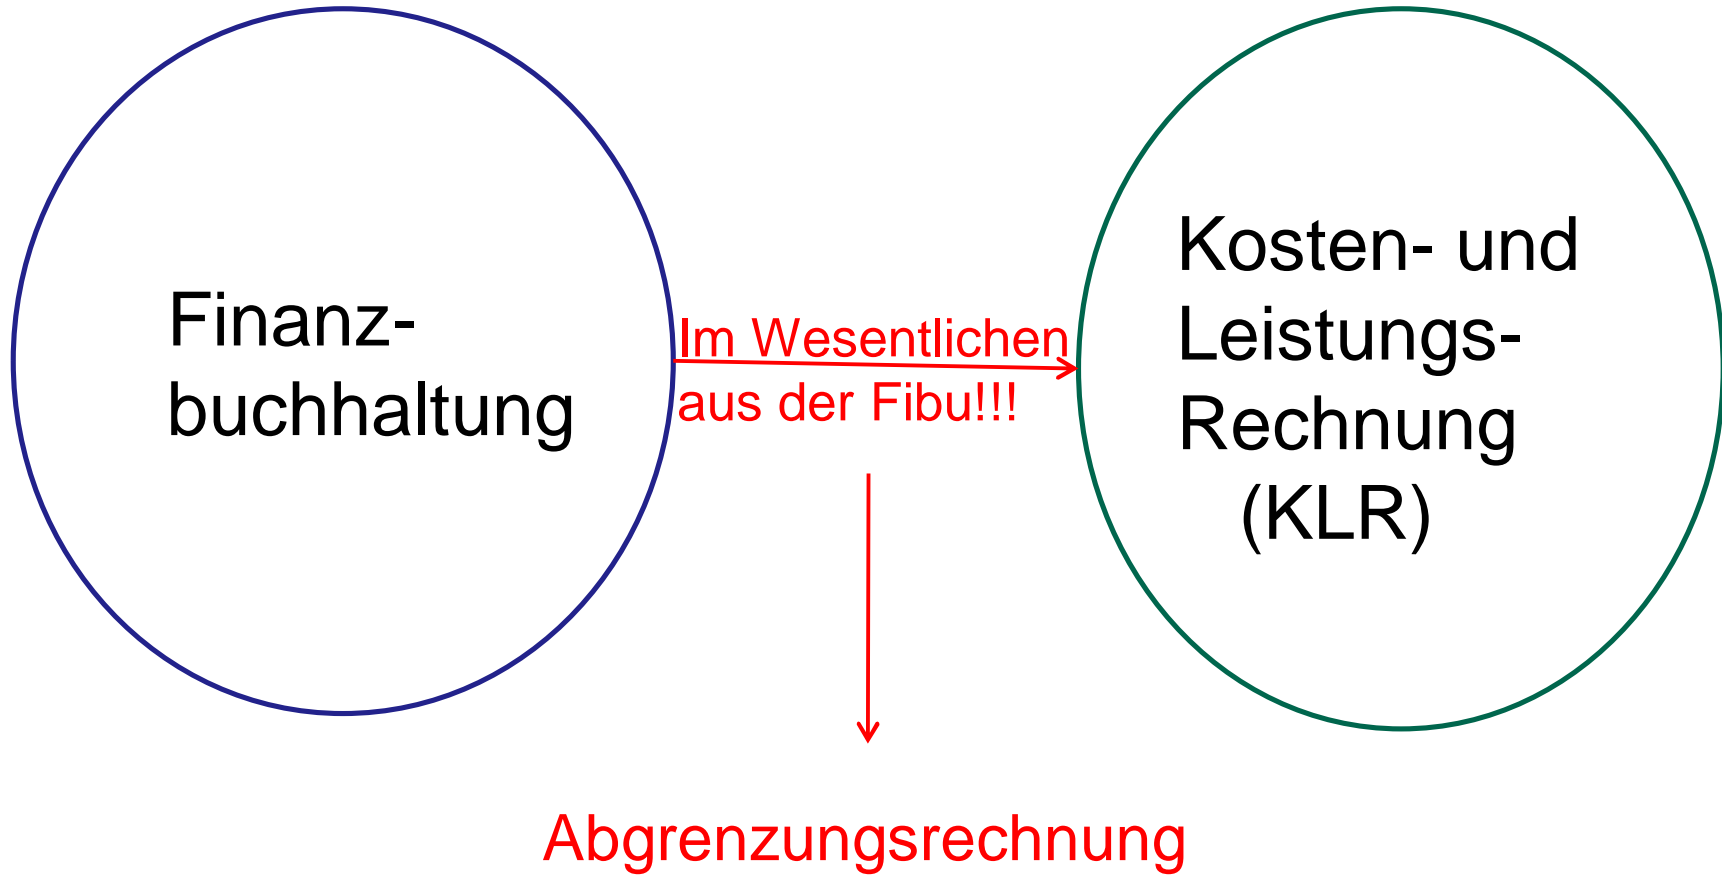 Finanz-
buchhaltung
Im Wesentlichen
aus der Fibu!!!
Kosten- und
Leistungs-
Rechnung
(KLR)
Abgrenzungsrechnung